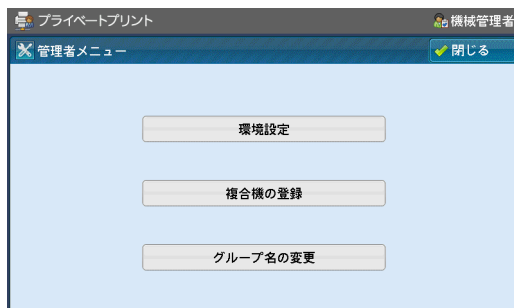 プライベートプリント
機械管理者
管理者メニュー
閉じる
環境設定
複合機の登録
グループ名の変更